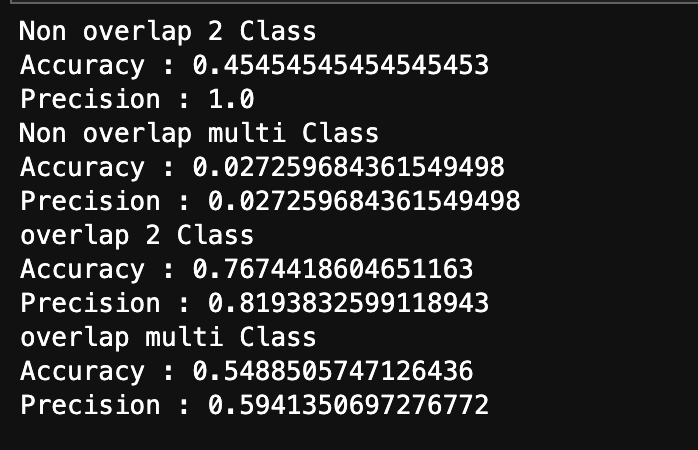 Non overlap 2 Class
Accuracy : 0.45454545454545453
Precision : 1.0
Non overlap multi Class
Accuracy : 0.027259684361549498
Precision : 0.027259684361549498
overlap 2 Class
Accuracy : 0.7674418604651163
Precision : 0.8193832599118943
overlap multi Class
Accuracy : 0.5488505747126436
Precision : 0.5941350697276772